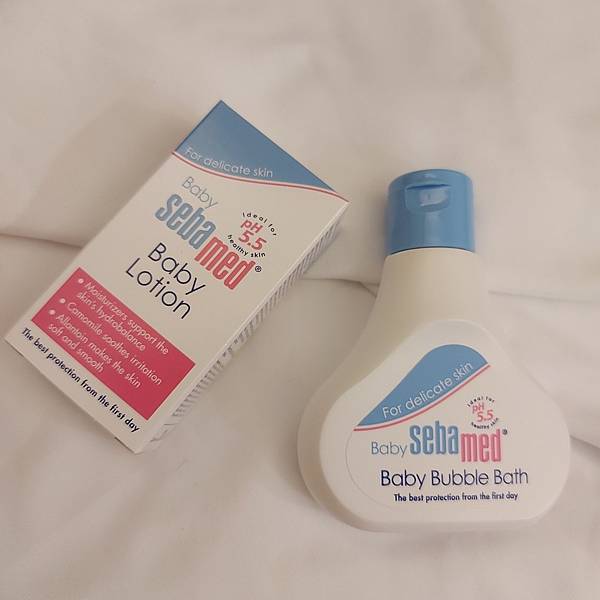 For delicate skin
Baby
sebamed®
Ideal for
pH
5.5
healthy skin
Baby
Lotion
• Moisturizers support the
skin's hydrobalance
• Camomile soothes irritation
• Allantoin makes the skin
soft and smooth
The best protection from the first day
For delicate skin
Ideal for
pH
5.5
healthy skin
Baby sebamed®
Baby Bubble Bath
The best protection from the first day